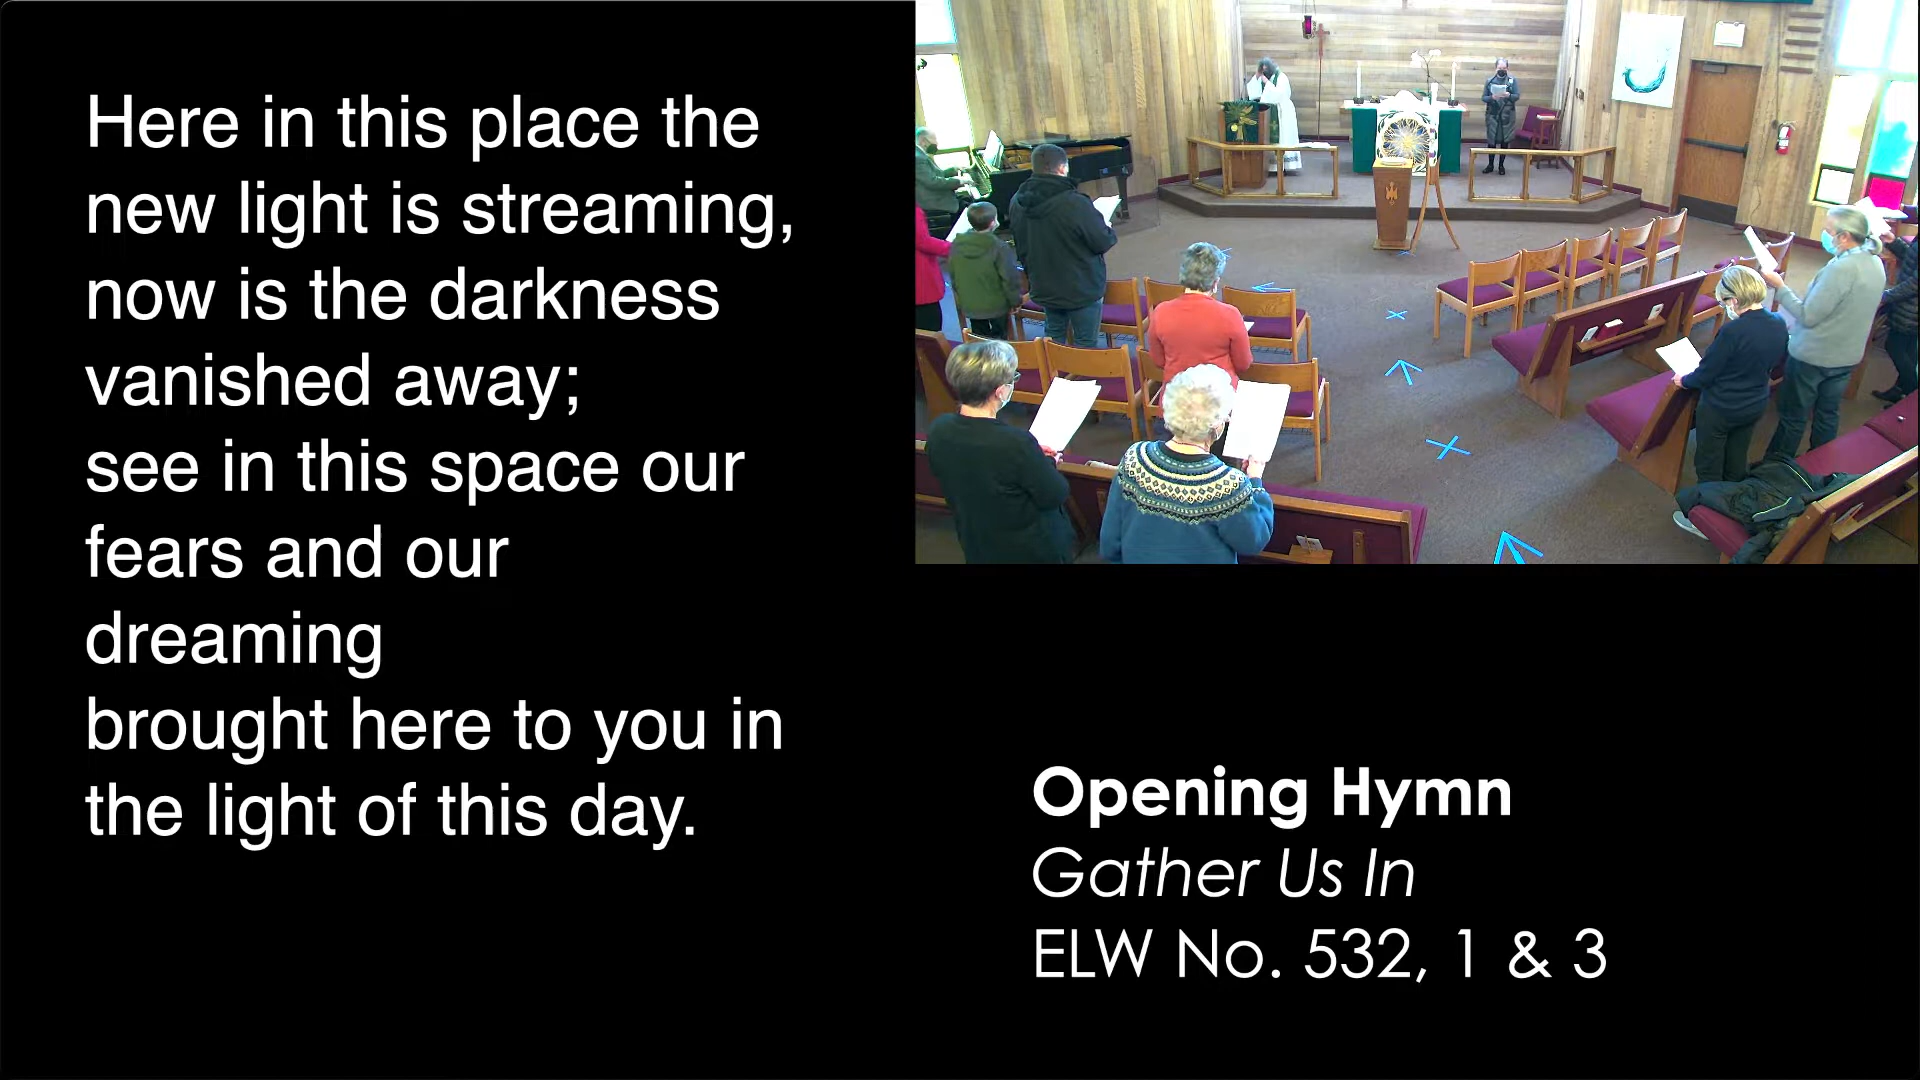 Here in this place the
new light is streaming,
now is the darkness
vanished away;
see in this space our
fears and our
dreaming
brought here to you in
the light of this day.
Opening Hymn
Gather Us In
ELW No. 532, 1 & 3